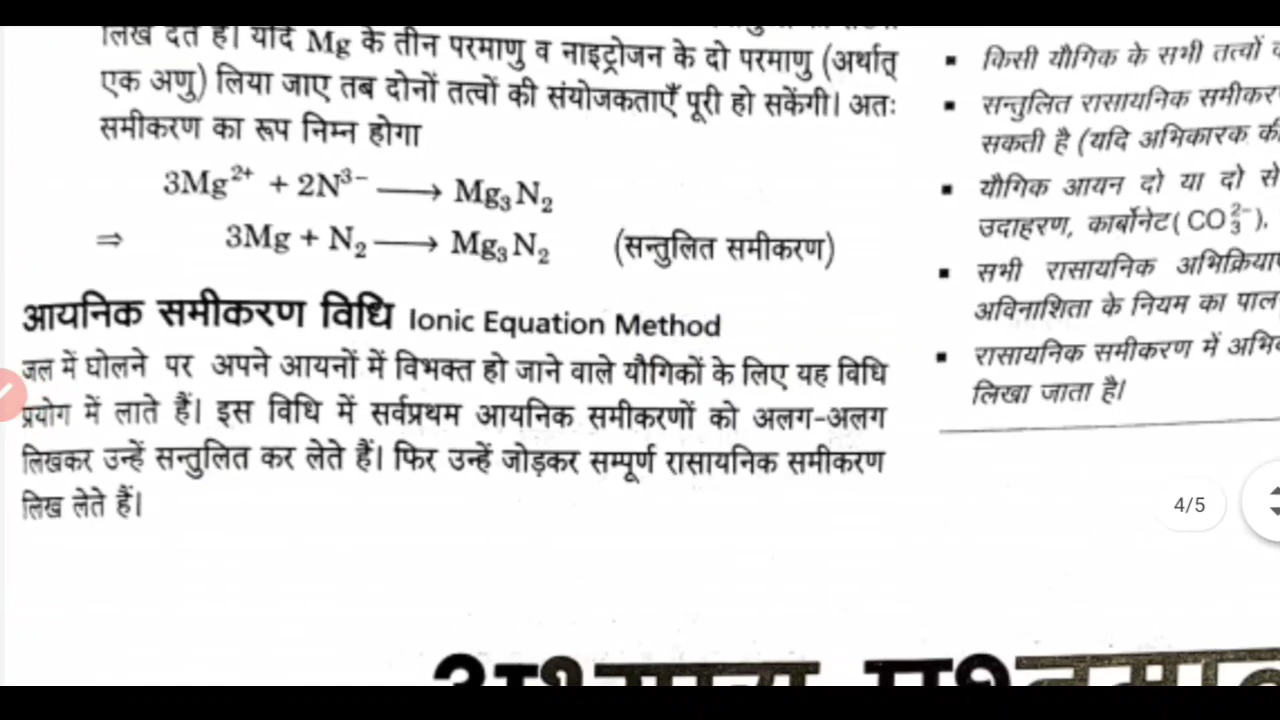 लिख देते हैं। यदि Mg के तीन परमाणु व नाइट्रोजन के दो परमाणु (अर्थात्
एक अणु) लिया जाए तब दोनों तत्वों की संयोजकताएँ पूरी हो सकेंगी। अतः
समीकरण का रूप निम्न होगा
3Mg²⁺ + 2N³⁻ ⟶ Mg₃N₂
⇒ 3Mg + N₂ ⟶ Mg₃N₂ (सन्तुलित समीकरण)
आयनिक समीकरण विधि Ionic Equation Method
जल में घोलने पर अपने आयनों में विभक्त हो जाने वाले यौगिकों के लिए यह विधि
प्रयोग में लाते हैं। इस विधि में सर्वप्रथम आयनिक समीकरणों को अलग-अलग
लिखकर उन्हें सन्तुलित कर लेते हैं। फिर उन्हें जोड़कर सम्पूर्ण रासायनिक समीकरण
लिख लेते हैं।
▪ किसी यौगिक के सभी तत्वों
▪ सन्तुलित रासायनिक
सकती है (यदि अभिकारक की
▪ यौगिक आयन दो या दो से
उदाहरण, कार्बोनेट(CO₃²⁻),
▪ सभी रासायनिक
अविनाशिता के नियम का
▪ रासायनिक समीकरण में
लिखा जाता है।
4/5